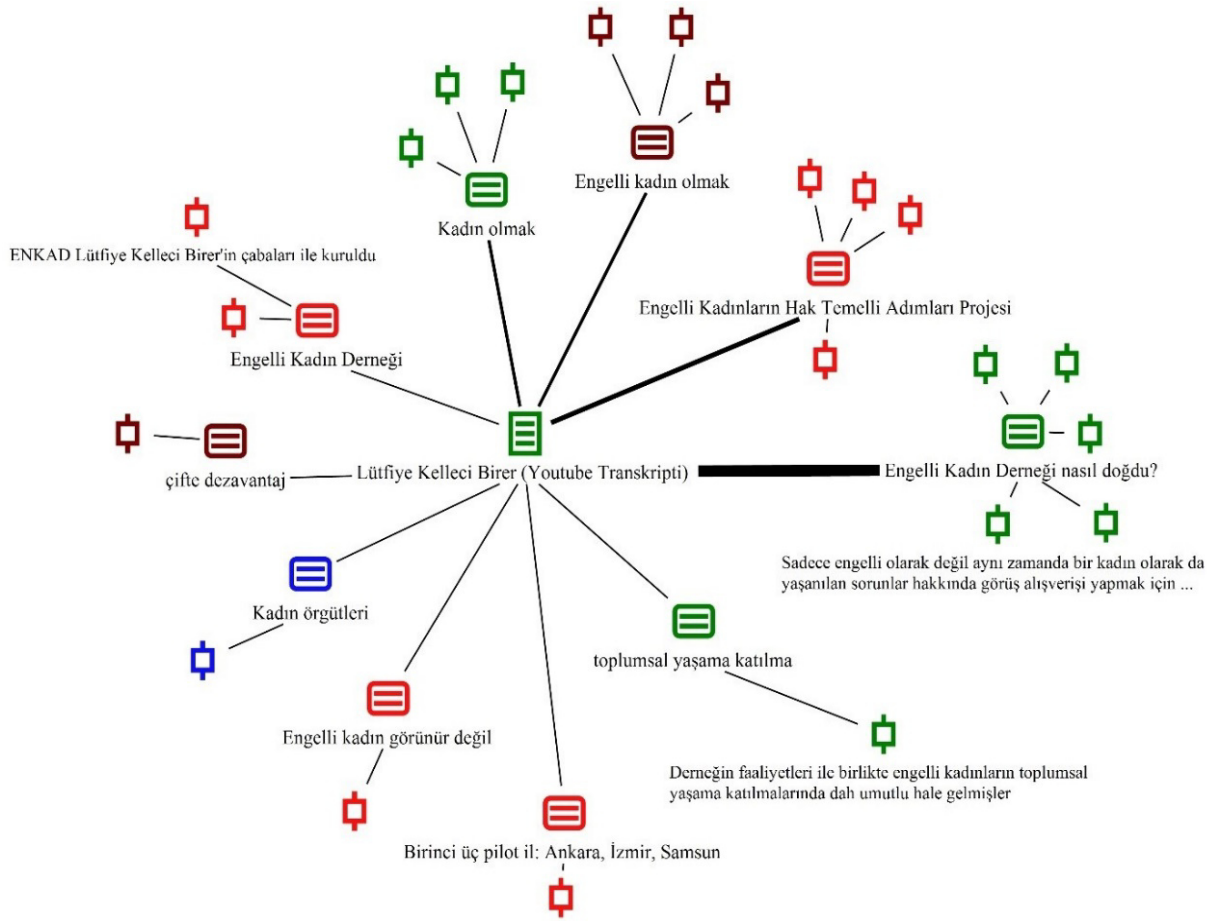 Engelli kadın olmak
Kadın olmak
ENKAD Lütfiye Kelleci Birer'in çabaları ile kuruldu
Engelli Kadınların Hak Temelli Adımları Projesi
Engelli Kadın Derneği
çifte dezavantaj
Lütfiye Kelleci Birer (Youtube Transkripti)
Engelli Kadın Derneği nasıl doğdu?
Sadece engelli olarak değil aynı zamanda bir kadın olarak da
yaşanılan sorunlar hakkında görüş alışverişi yapmak için ...
Kadın örgütleri
toplumsal yaşama katılma
Engelli kadın görünür değil
Derneğin faaliyetleri ile birlikte engelli kadınların toplumsal
yaşama katılmalarında dah umutlu hale gelmişler
Birinci üç pilot il: Ankara, İzmir, Samsun